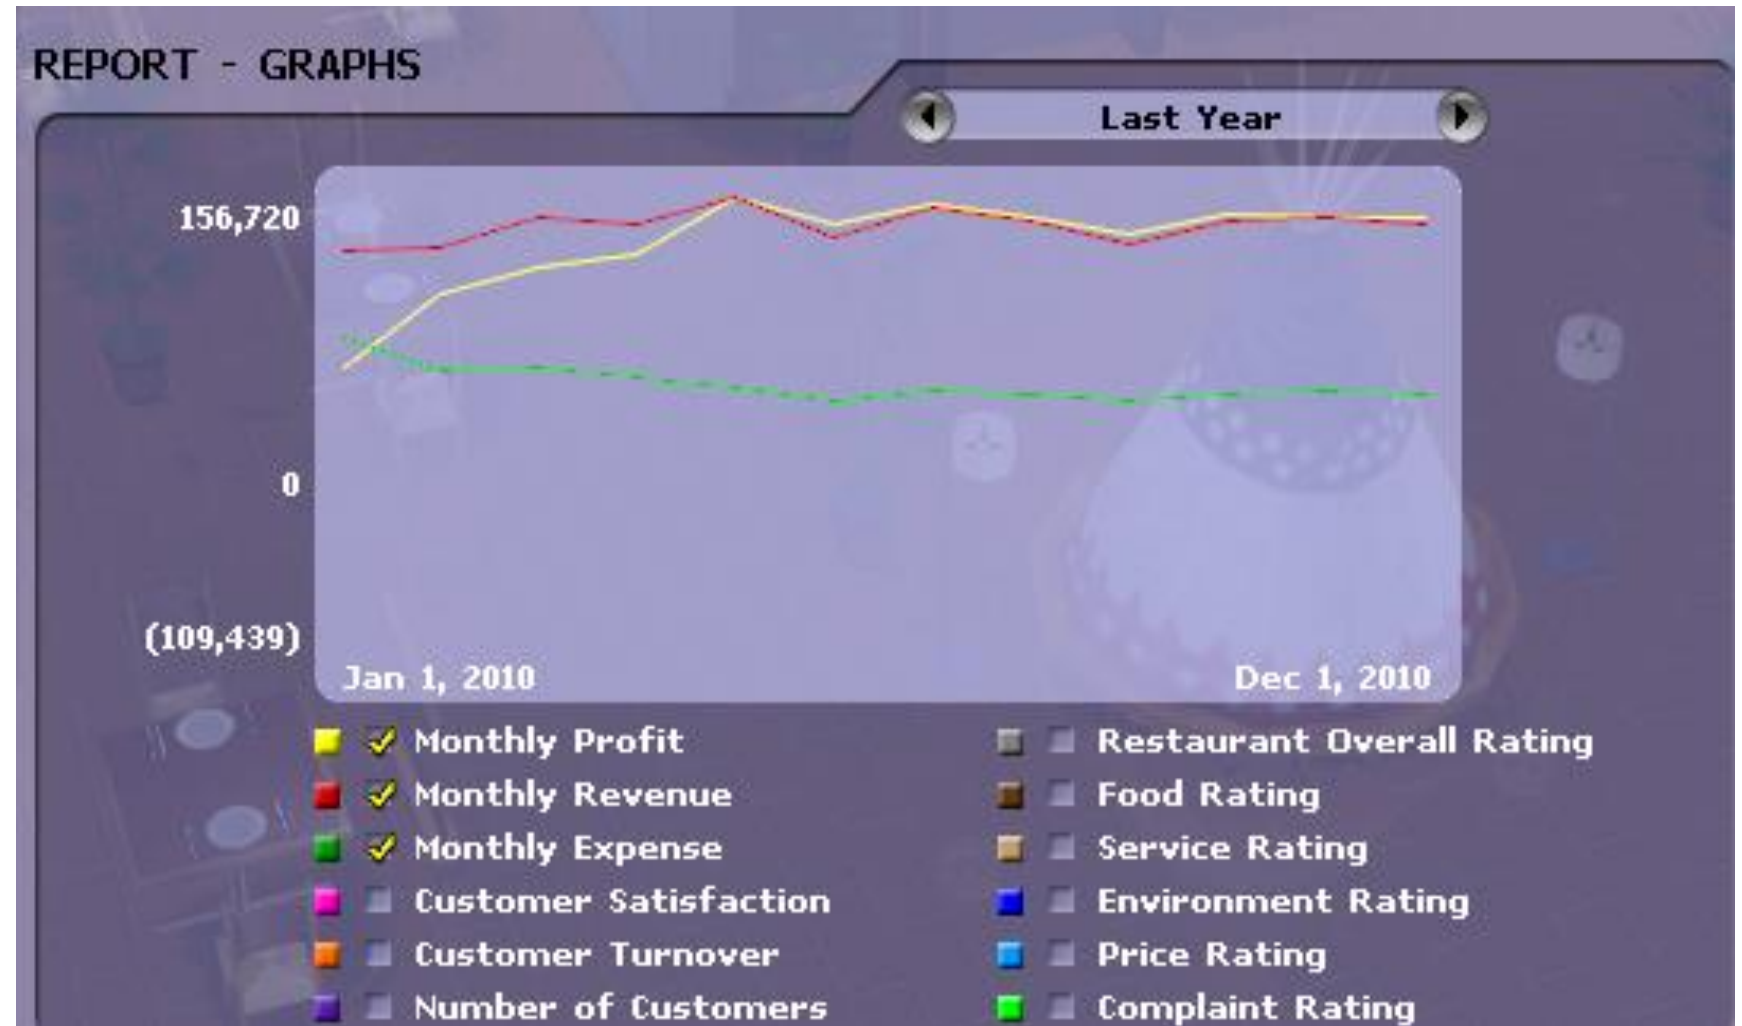 REPORT - GRAPHS
Last Year
156,720
0
(109,439)
Jan 1, 2010 Dec 1, 2010
Monthly Profit Restaurant Overall Rating
Monthly Revenue Food Rating
Monthly Expense Service Rating
Customer Satisfaction Environment Rating
Customer Turnover Price Rating
Number of Customers Complaint Rating